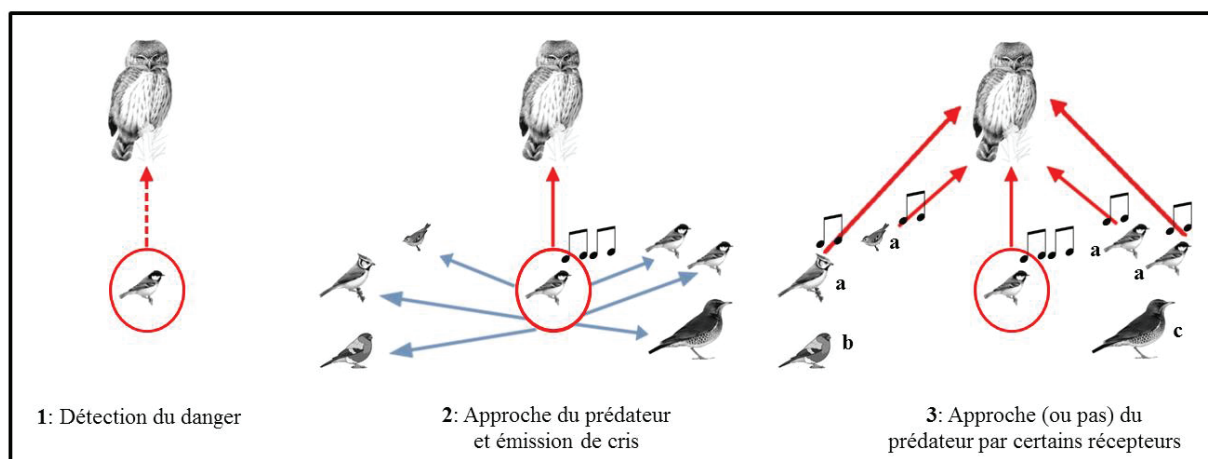 a
a
a
a
b
c
1: Détection du danger
2: Approche du prédateur
et émission de cris
3: Approche (ou pas) du
prédateur par certains récepteurs